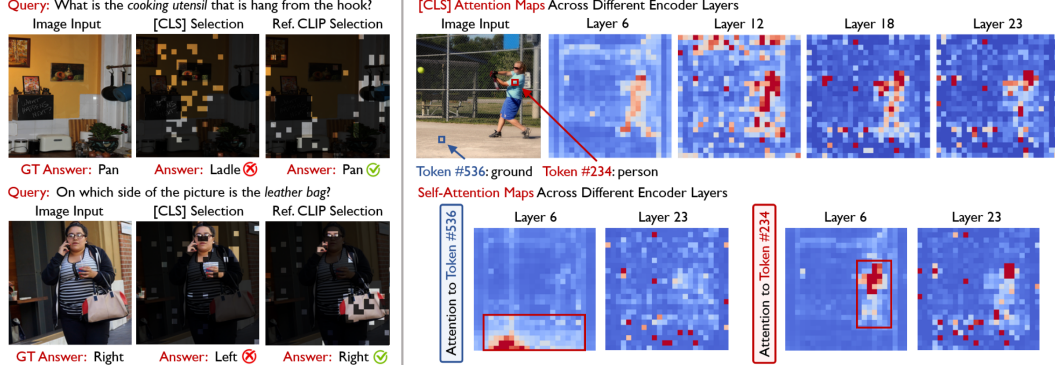 Query: What is the cooking utensil that is hang from the hook?
Image Input [CLS] Selection Ref. CLIP Selection
GT Answer: Pan Answer: Ladle Answer: Pan
Query: On which side of the picture is the leather bag?
Image Input [CLS] Selection Ref. CLIP Selection
GT Answer: Right Answer: Left Answer: Right
[CLS] Attention Maps Across Different Encoder Layers
Image Input Layer 6 Layer 12 Layer 18 Layer 23
Token #536: ground Token #234: person
Self-Attention Maps Across Different Encoder Layers
Attention to Token #536
Layer 6 Layer 23
Attention to Token #234
Layer 6 Layer 23